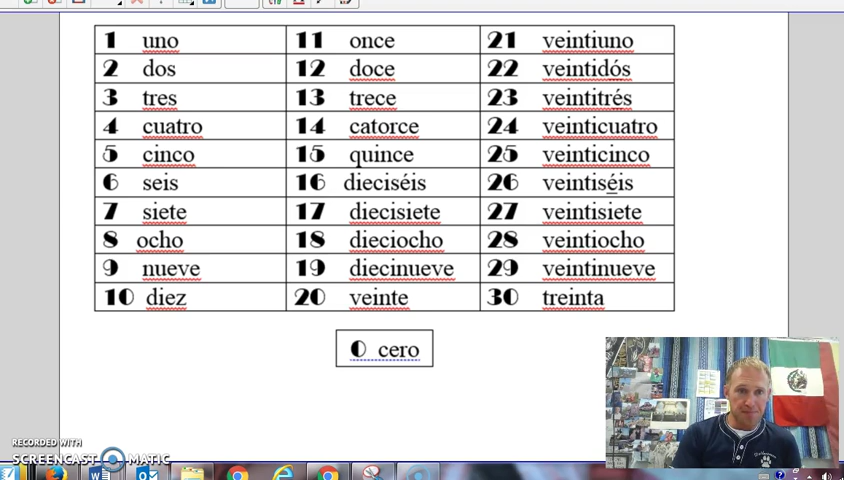 1 uno 11 once 21 veintiuno
2 dos 12 doce 22 veintidós
3 tres 13 trece 23 veintitrés
4 cuatro 14 catorce 24 veinticuatro
5 cinco 15 quince 25 veinticinco
6 seis 16 dieciséis 26 veintiséis
7 siete 17 diecisiete 27 veintisiete
8 ocho 18 dieciocho 28 veintiocho
9 nueve 19 diecinueve 29 veintinueve
10 diez 20 veinte 30 treinta
0 cero
RECORDED WITH
SCREENCAST MATIC